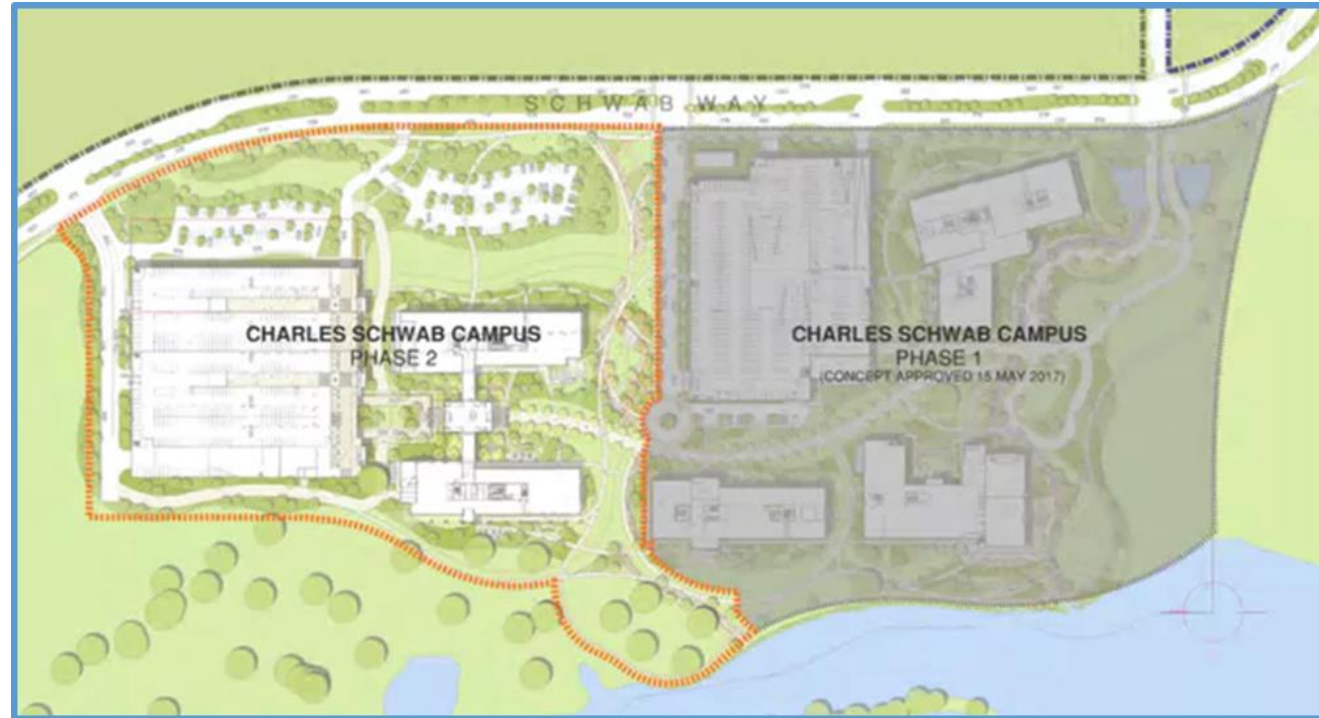 SCHWAB WAY
CHARLES SCHWAB CAMPUS
PHASE 2
CHARLES SCHWAB CAMPUS
PHASE 1
(CONCEPT APPROVED 15 MAY 2017)